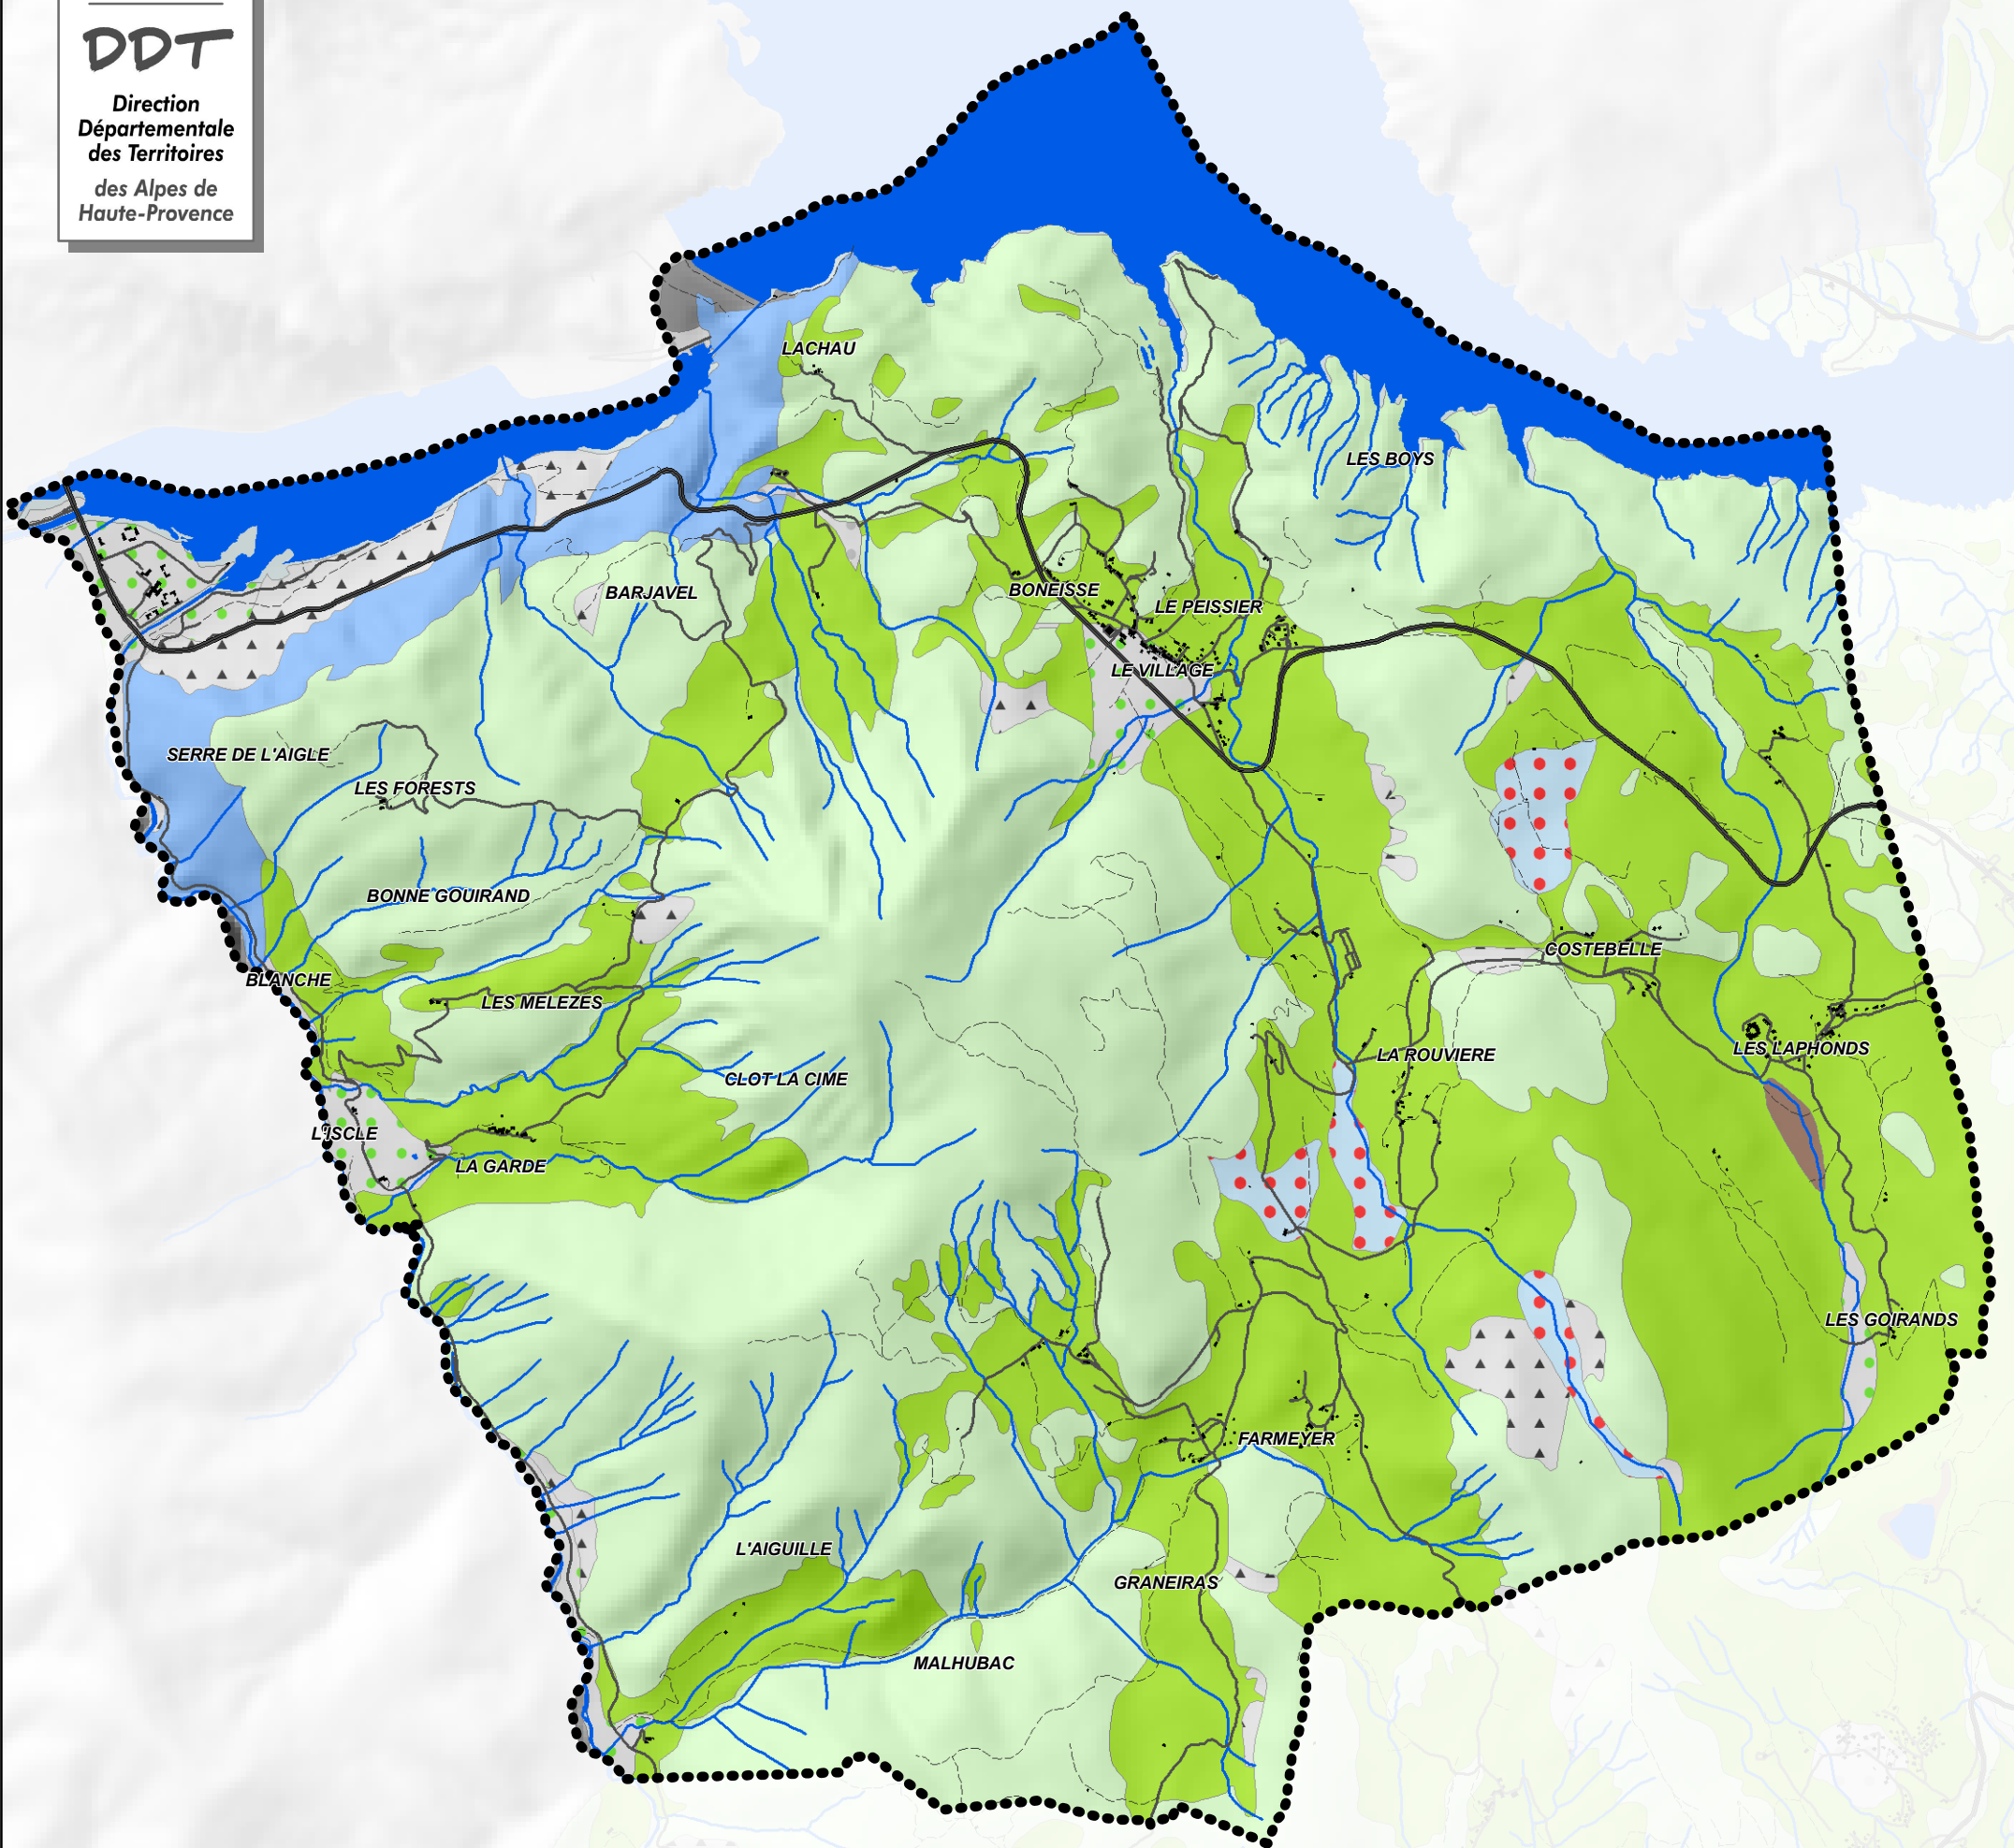 DDT
Direction
Départementale
des Territoires
des Alpes de
Haute-Provence
LACHAU
LES BOYS
BARJAVEL
BONEISSE
LE PEISSIER
LE VILLAGE
SERRE DE L'AIGLE
LES FORESTS
BONNE GOUIRAND
COSTEBELLE
BLANCHE
LES MELEZES
LES LAPHONDS
LA ROUVIERE
CLOT LA CIME
L'ISCLE
LA GARDE
LES GOIRANDS
FARMEYER
L'AIGUILLE
GRANEIRAS
MALHUBAC